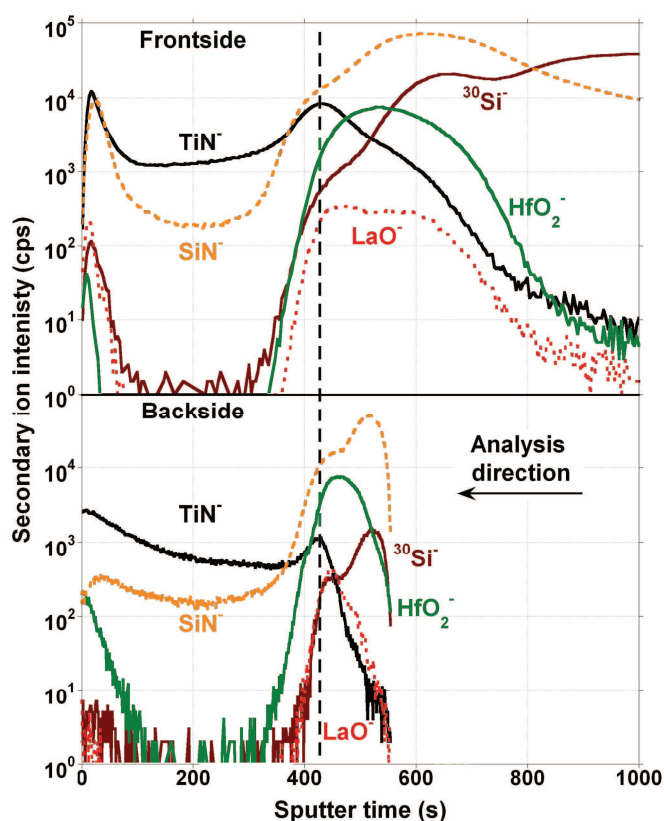 Secondary ion intenisty (cps)
10^5
Frontside
10^4
TiN^-
30Si^-
10^3
SiN^-
HfO2^-
LaO^-
10^2
10^1
10^0
Backside
10^4
TiN^-
Analysis
direction
10^3
30Si^-
SiN^-
HfO2^-
10^2
10^1
LaO^-
10^0
0 200 400 600 800 1000
Sputter time (s)